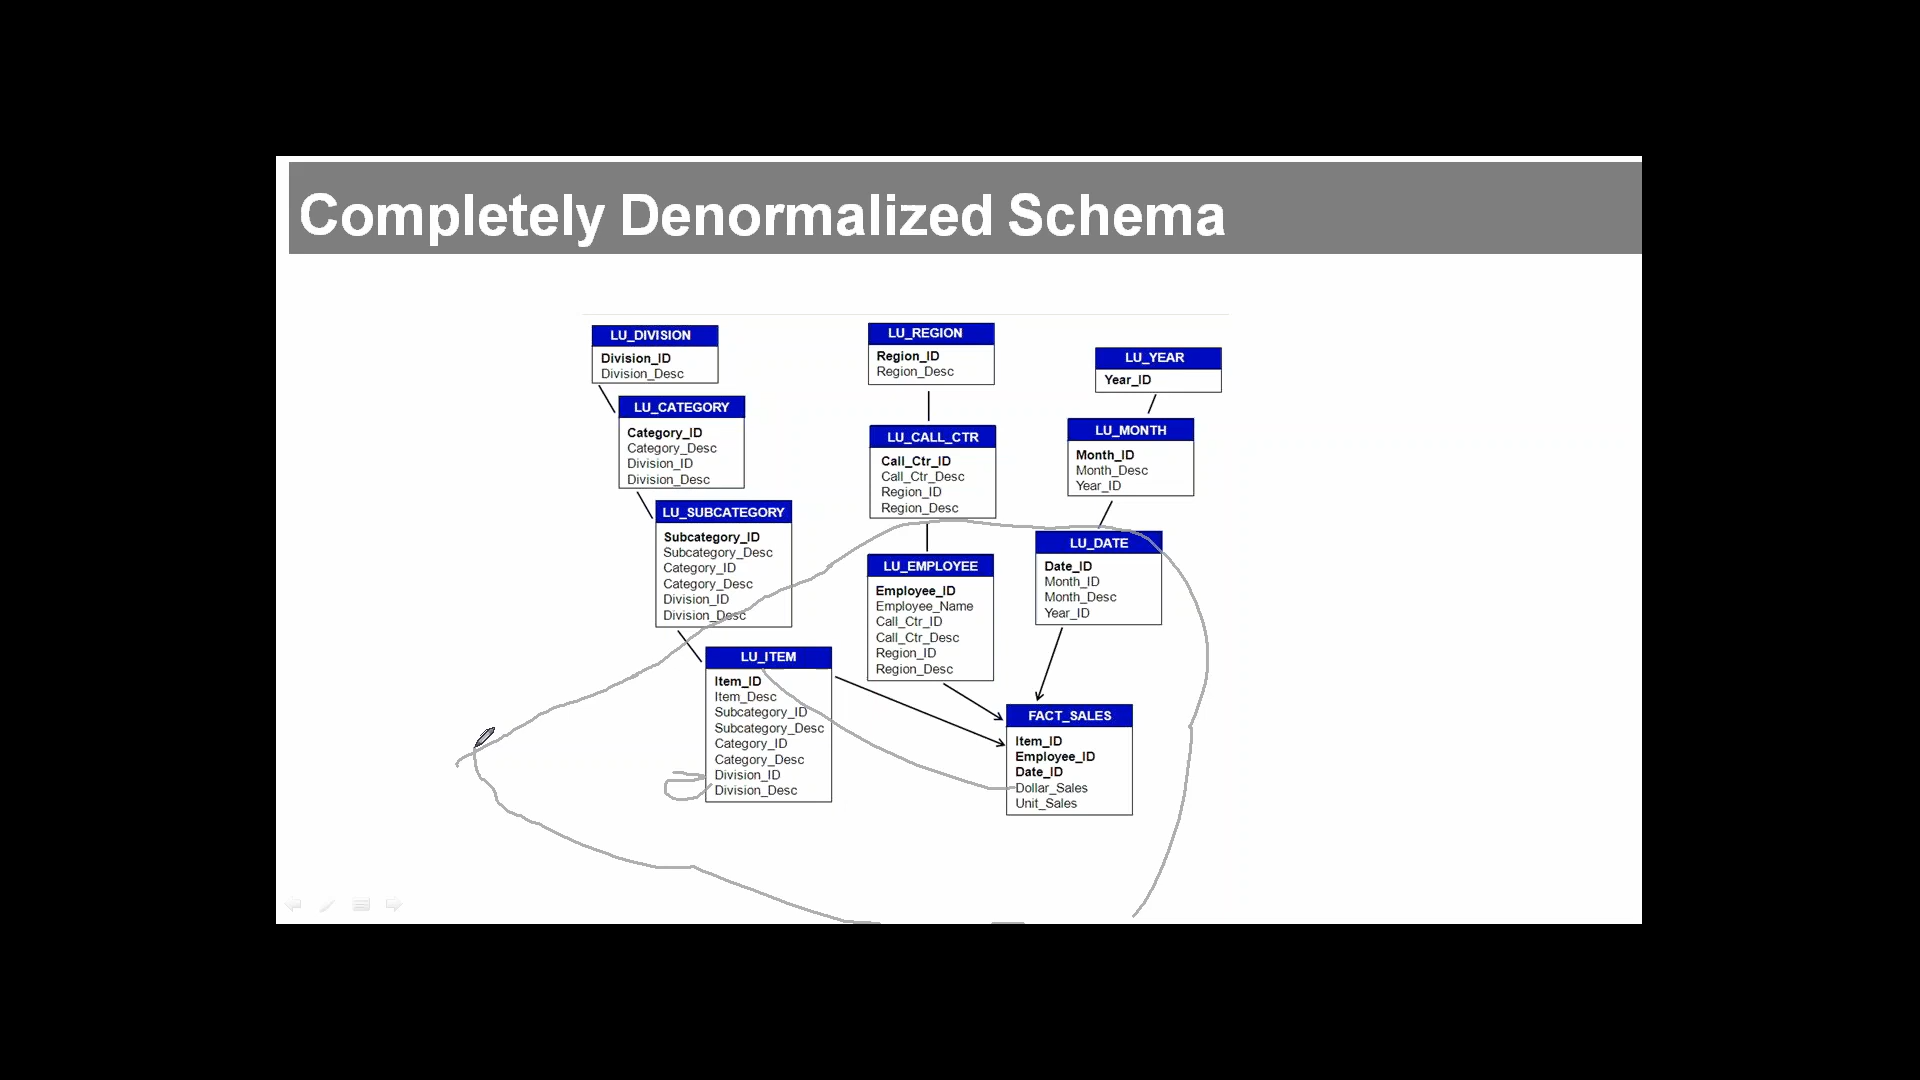 Completely Denormalized Schema
LU_DIVISION
Division_ID
Division_Desc
LU_CATEGORY
Category_ID
Category_Desc
Division_ID
Division_Desc
LU_SUBCATEGORY
Subcategory_ID
Subcategory_Desc
Category_ID
Category_Desc
Division_ID
Division_Desc
LU_ITEM
Item_ID
Item_Desc
Subcategory_ID
Subcategory_Desc
Category_ID
Category_Desc
Division_ID
Division_Desc
LU_REGION
Region_ID
Region_Desc
LU_CALL_CTR
Call_Ctr_ID
Call_Ctr_Desc
Region_ID
Region_Desc
LU_EMPLOYEE
Employee_ID
Employee_Name
Call_Ctr_ID
Call_Ctr_Desc
Region_ID
Region_Desc
LU_YEAR
Year_ID
LU_MONTH
Month_ID
Month_Desc
Year_ID
LU_DATE
Date_ID
Month_ID
Month_Desc
Year_ID
FACT_SALES
Item_ID
Employee_ID
Date_ID
Dollar_Sales
Unit_Sales